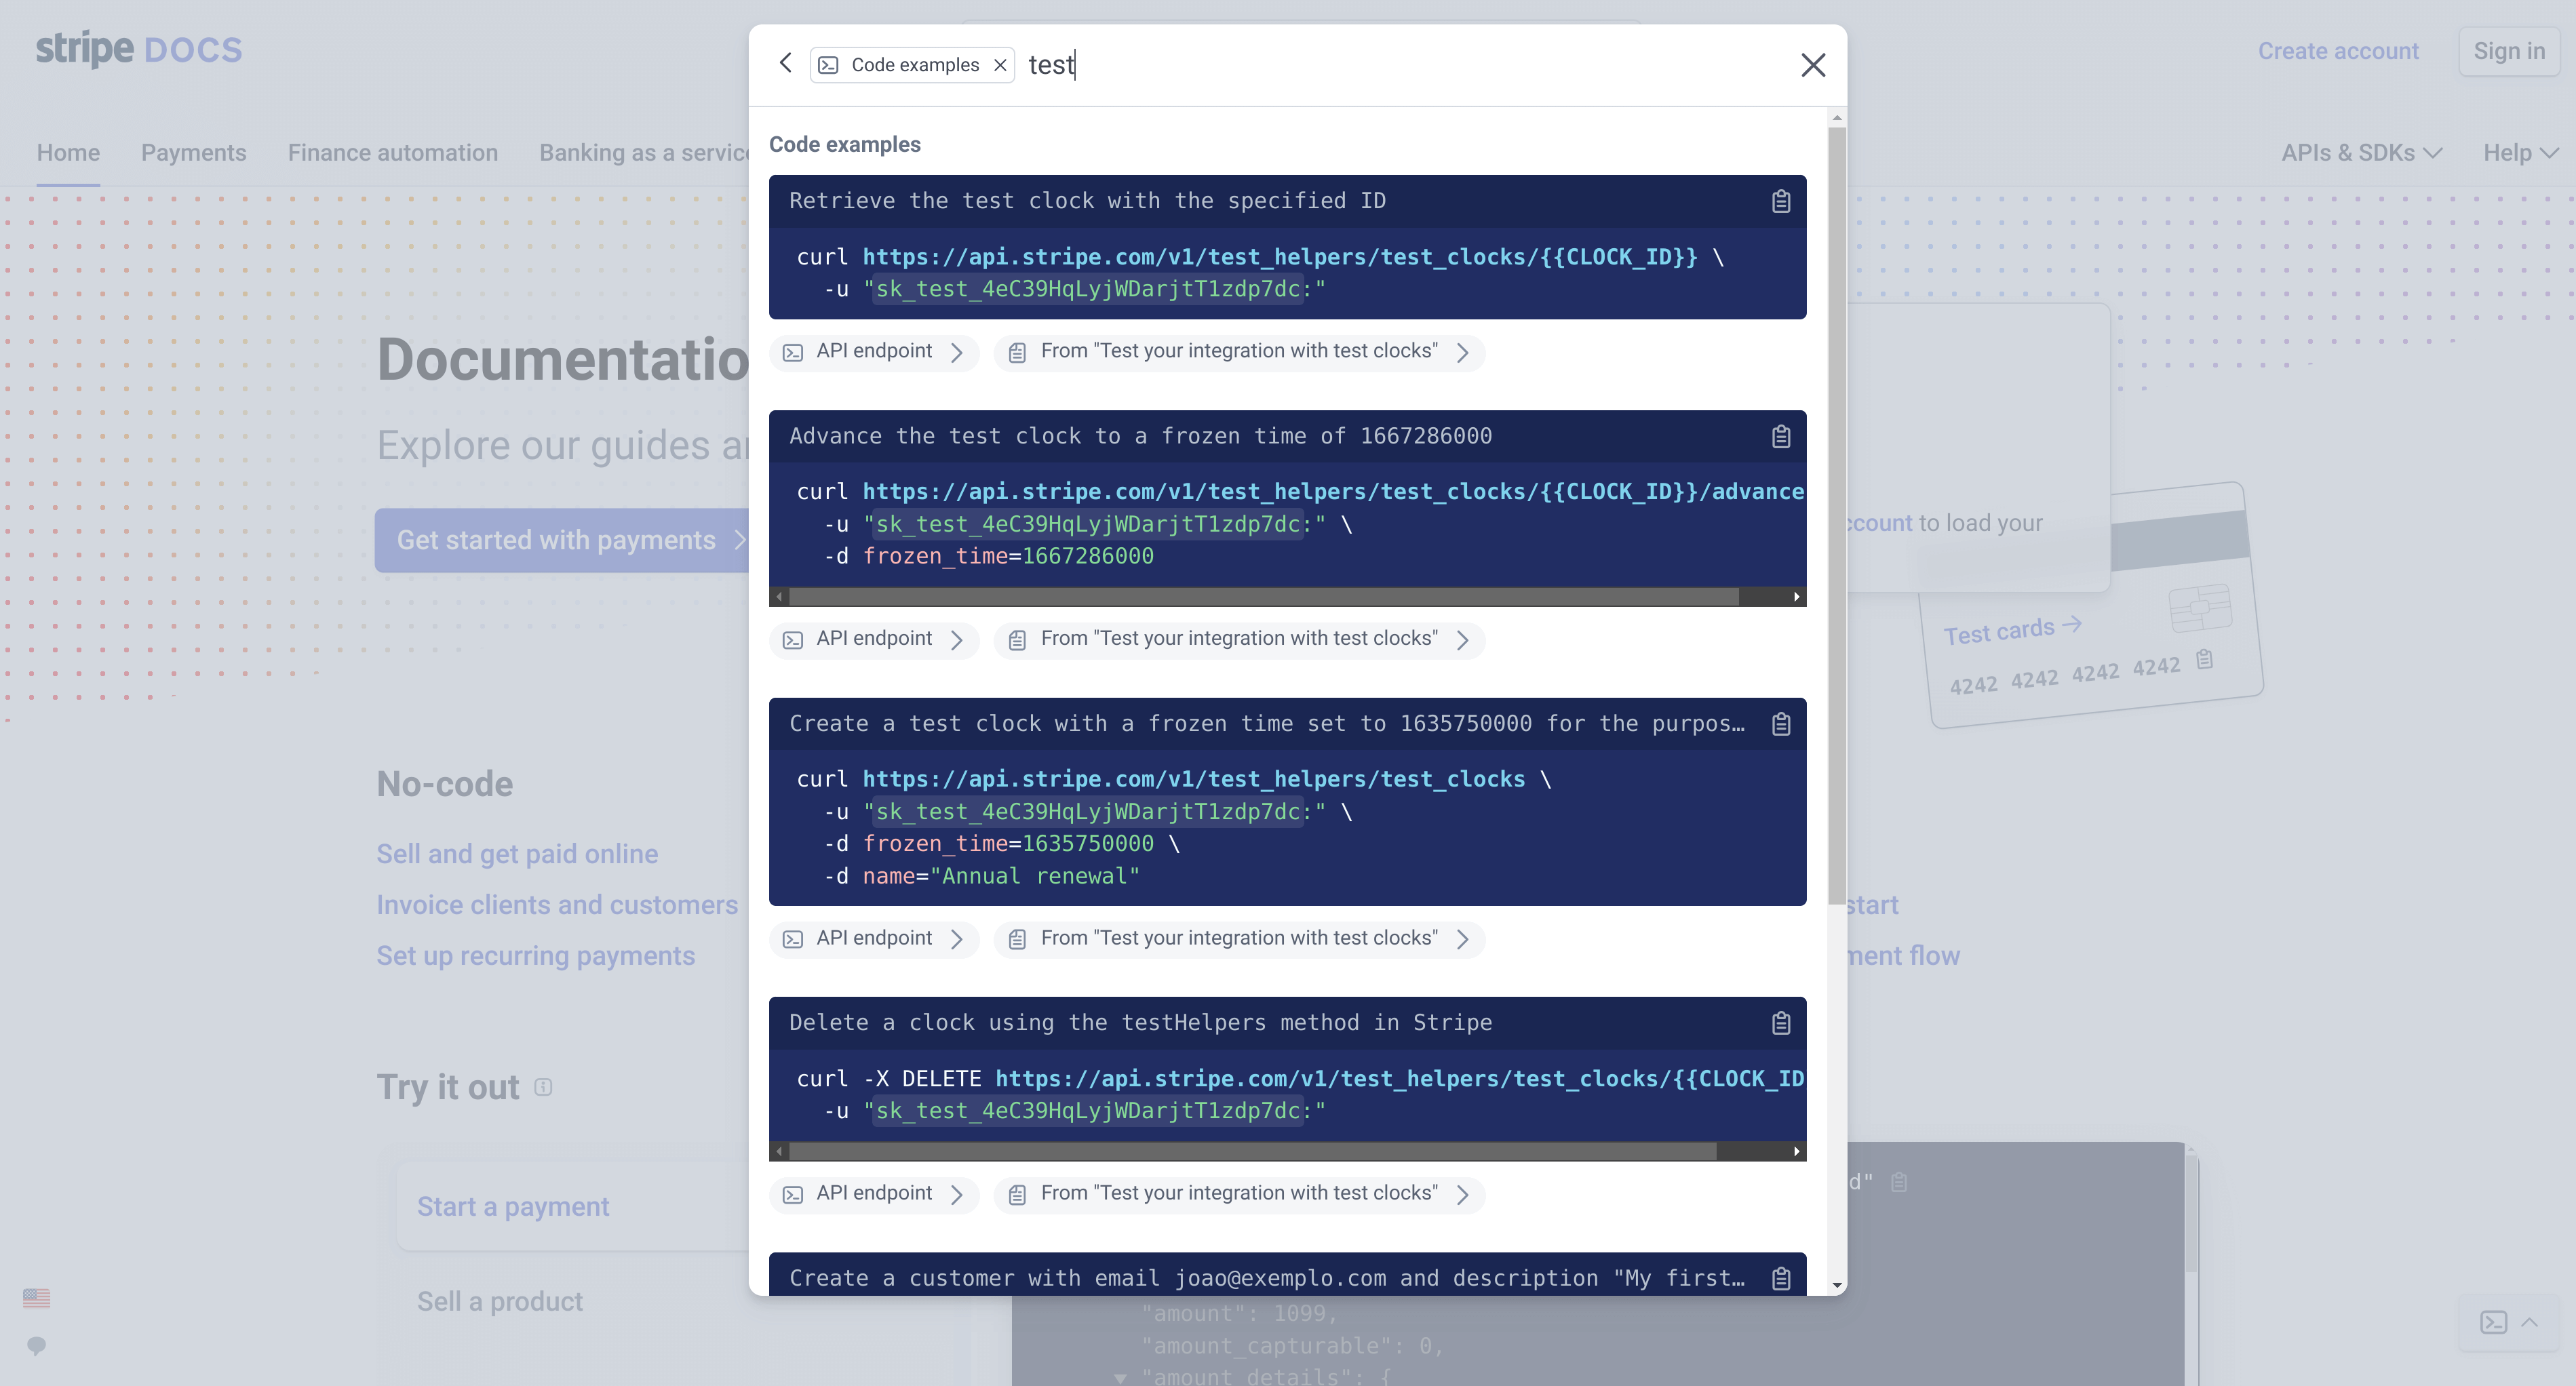 stripe DOCS
Create account
Sign in
Home
Payments
Finance automation
Banking as a service
APIs & SDKs
Help
Documentatio
Explore our guides a
Get started with payments
No-code
Sell and get paid online
Invoice clients and customers
Set up recurring payments
Try it out
Start a payment
Sell a product
Code examples
test
Code examples
Retrieve the test clock with the specified ID
curl https://api.stripe.com/v1/test_helpers/test_clocks/{{CLOCK_ID}} \
-u "sk_test_4eC39HqLyjWDarjtT1zdp7dc:"
API endpoint
From "Test your integration with test clocks"
Advance the test clock to a frozen time of 1667286000
curl https://api.stripe.com/v1/test_helpers/test_clocks/{{CLOCK_ID}}/advance
-u "sk_test_4eC39HqLyjWDarjtT1zdp7dc:" \
-d frozen_time=1667286000
API endpoint
From "Test your integration with test clocks"
Create a test clock with a frozen time set to 1635750000 for the purpos…
curl https://api.stripe.com/v1/test_helpers/test_clocks \
-u "sk_test_4eC39HqLyjWDarjtT1zdp7dc:" \
-d frozen_time=1635750000 \
-d name="Annual renewal"
API endpoint
From "Test your integration with test clocks"
Delete a clock using the testHelpers method in Stripe
curl -X DELETE https://api.stripe.com/v1/test_helpers/test_clocks/{{CLOCK_ID
-u "sk_test_4eC39HqLyjWDarjtT1zdp7dc:"
API endpoint
From "Test your integration with test clocks"
Create a customer with email joao@exemplo.com and description "My first…
ccount to load your
Test cards →
4242 4242 4242 4242
start
ment flow
d"
"amount": 1099,
"amount_capturable": 0,
"amount_details": {